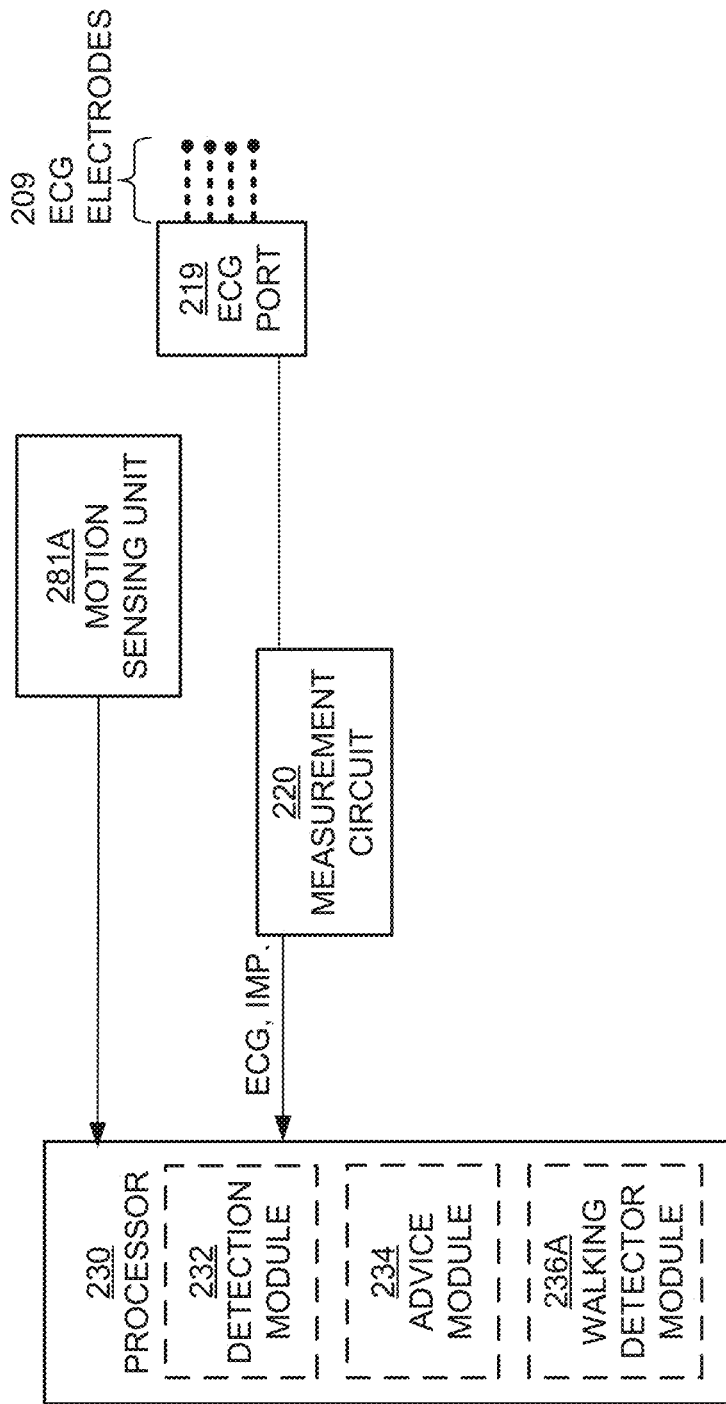 209
ECG
ELECTRODES
219
ECG
PORT
281A
MOTION
SENSING UNIT
220
MEASUREMENT
CIRCUIT
ECG, IMP.
230
PROCESSOR
232
DETECTION
MODULE
234
ADVICE
MODULE
236A
WALKING
DETECTOR
MODULE